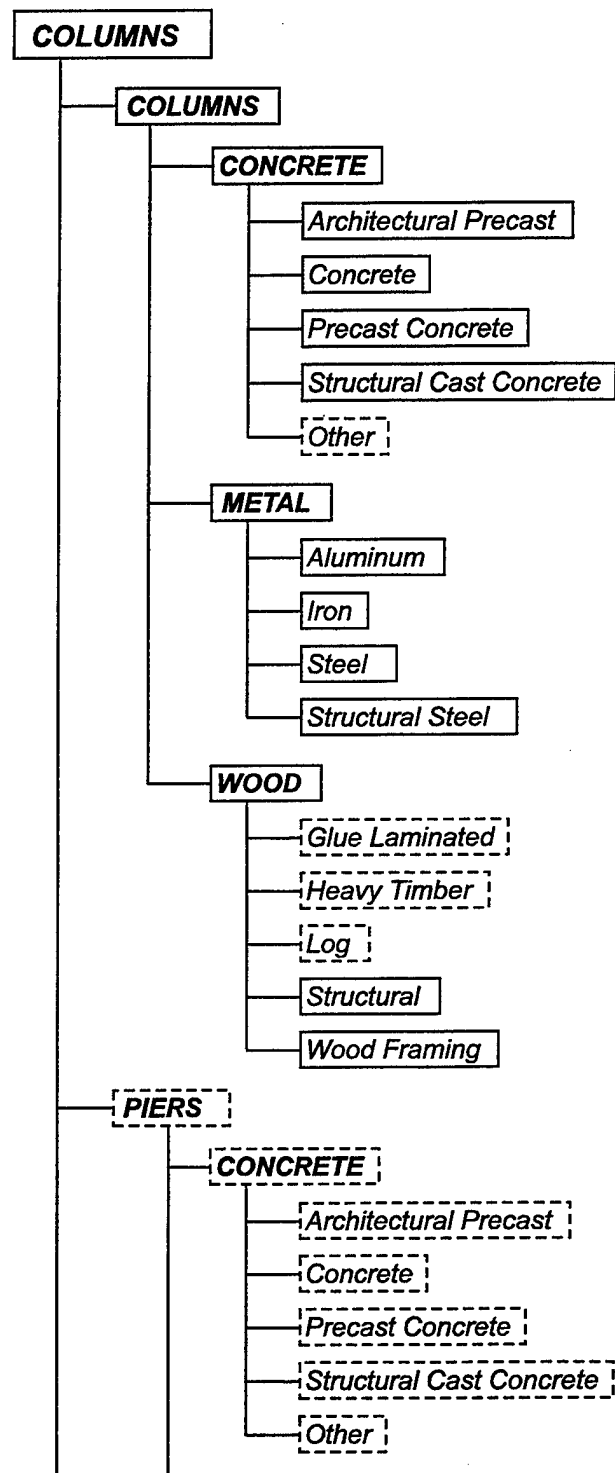 COLUMNS
COLUMNS
CONCRETE
Architectural Precast
Concrete
Precast Concrete
Structural Cast Concrete
Other
METAL
Aluminum
Iron
Steel
Structural Steel
WOOD
Glue Laminated
Heavy Timber
Log
Structural
Wood Framing
PIERS
CONCRETE
Architectural Precast
Concrete
Precast Concrete
Structural Cast Concrete
Other